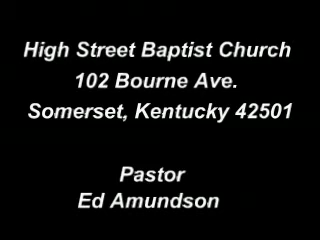 High Street Baptist Church
102 Bourne Ave.
Somerset, Kentucky 42501
Pastor
Ed Amundson